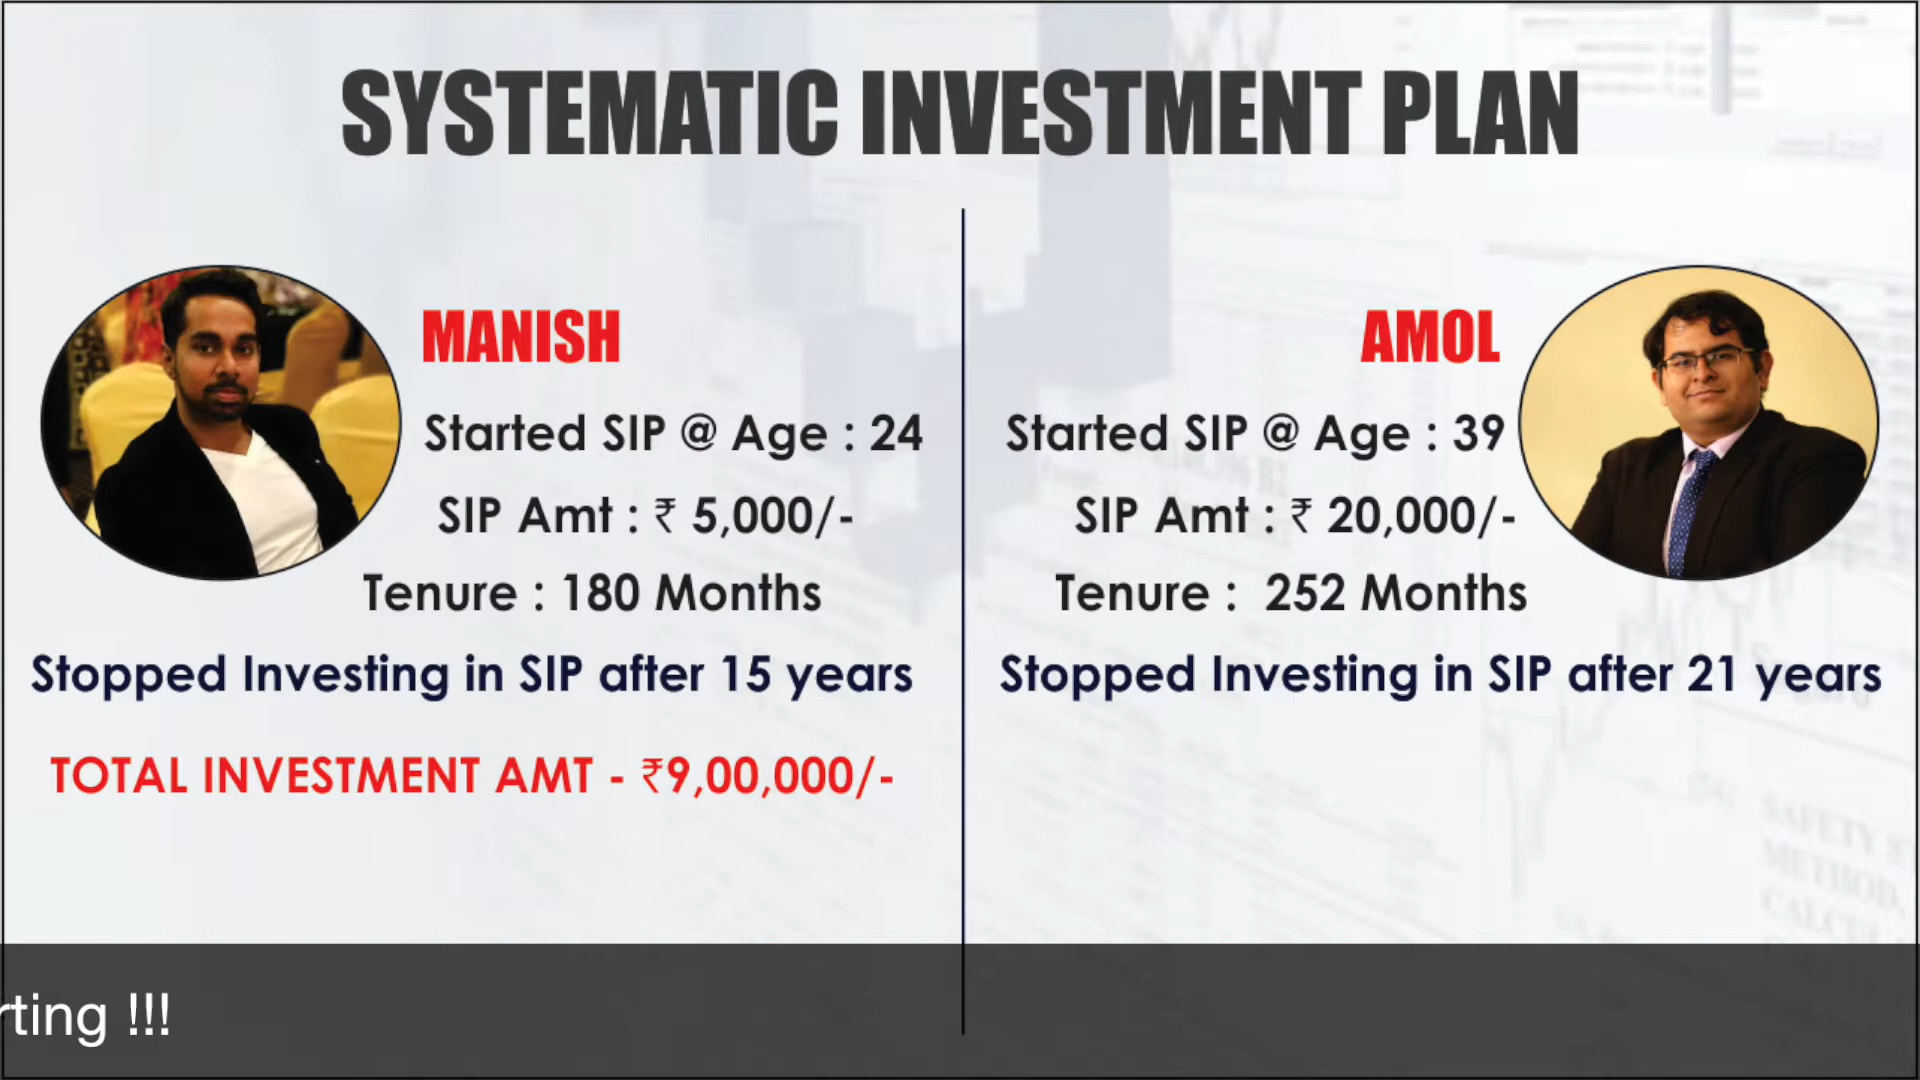 SYSTEMATIC INVESTMENT PLAN
MANISH
Started SIP @ Age : 24
SIP Amt : ₹ 5,000/-
Tenure : 180 Months
Stopped Investing in SIP after 15 years
TOTAL INVESTMENT AMT - ₹9,00,000/-
AMOL
Started SIP @ Age : 39
SIP Amt : ₹ 20,000/-
Tenure : 252 Months
Stopped Investing in SIP after 21 years
SAFETY
METHOD,
rting !!!